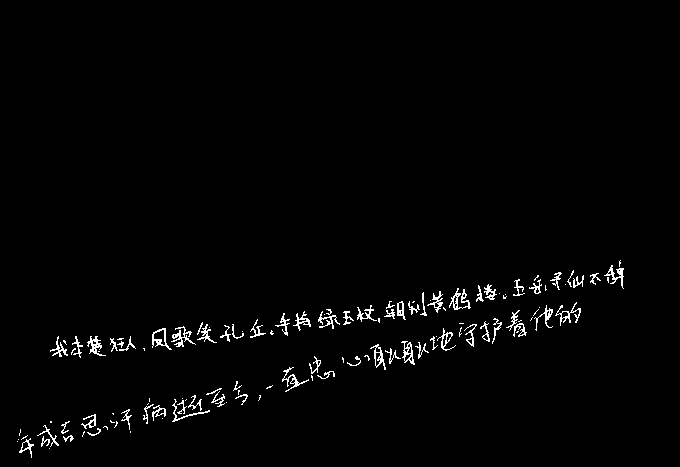 我本楚狂人,凤歌笑孔丘.手持绿玉杖,朝别黄鹤楼。五岳寻仙不辞
年成吉思汗病逝至今,一直忠心耿耿地守护着他的